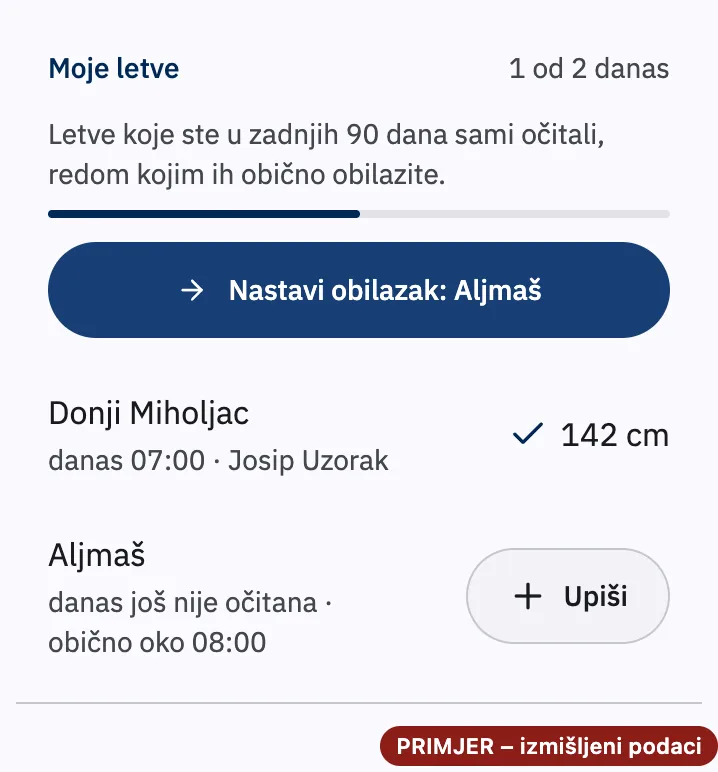 Moje letve
1 od 2 danas
Letve koje ste u zadnjih 90 dana sami očitali,
redom kojim ih obično obilazite.
→ Nastavi obilazak: Aljmaš
Donji Miholjac
danas 07:00 · Josip Uzorak
✓ 142 cm
Aljmaš
danas još nije očitana ·
obično oko 08:00
+ Upiši
PRIMJER – izmišljeni podaci